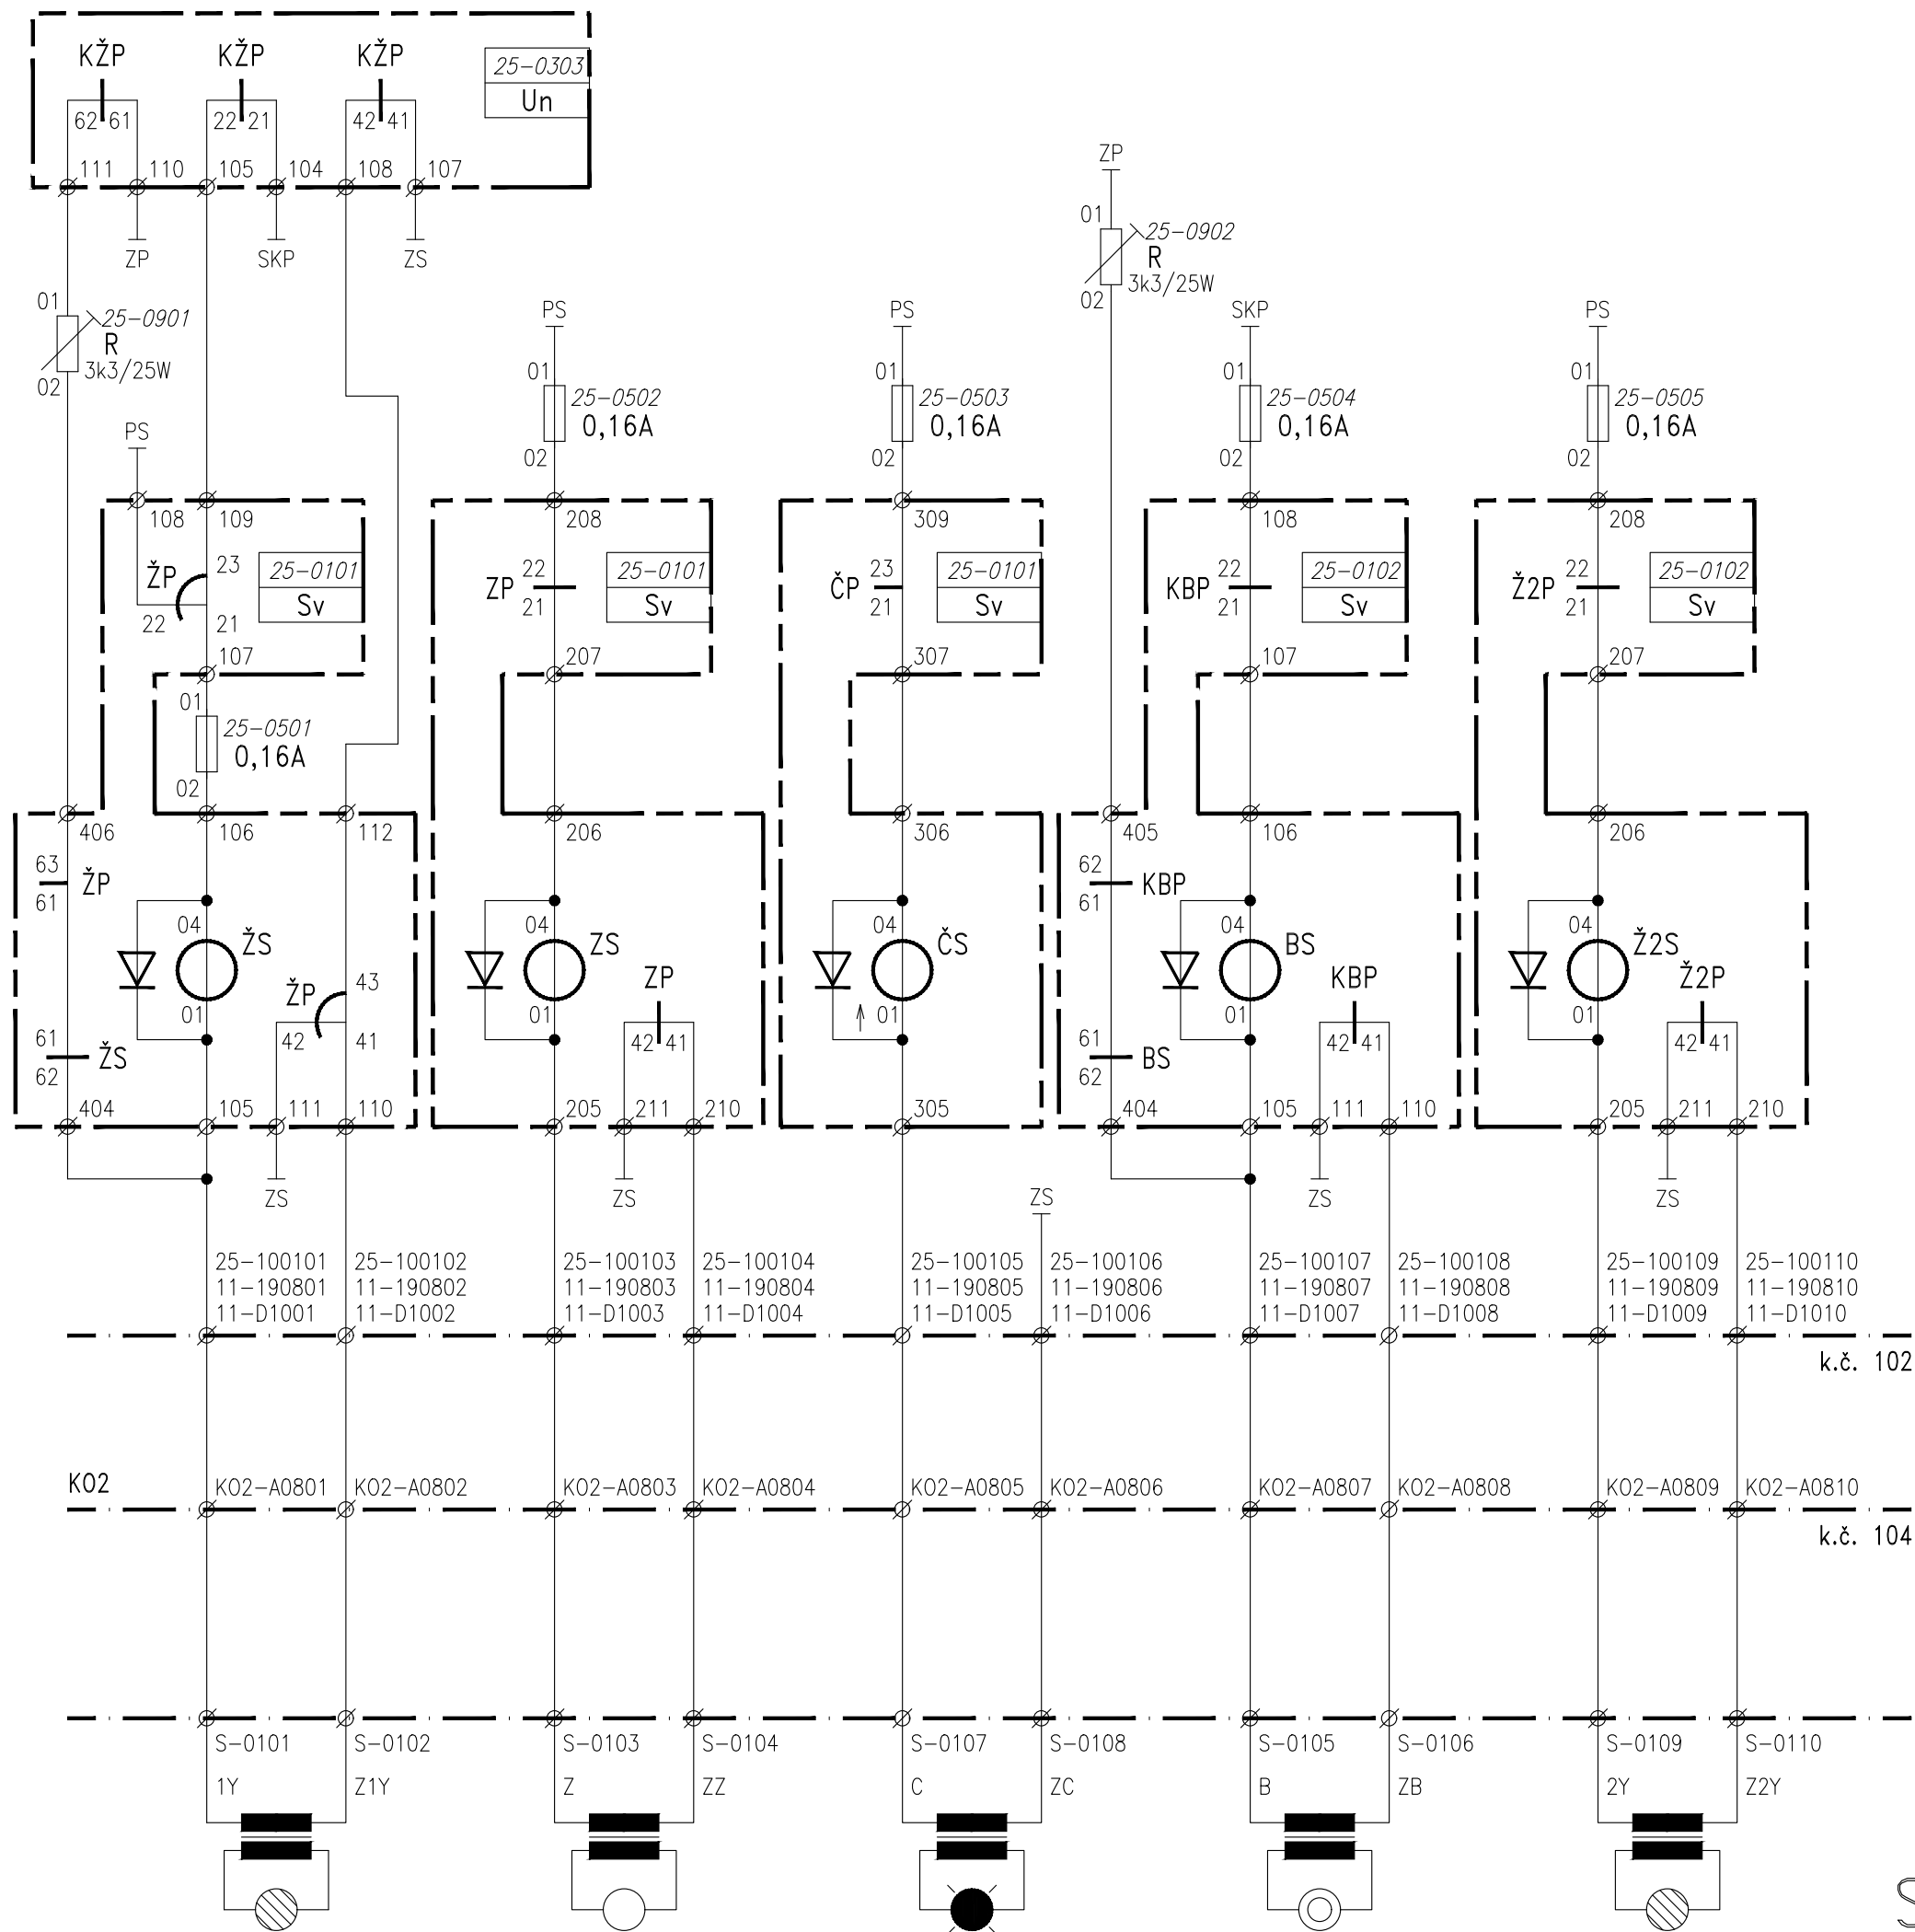 KŽP KŽP KŽP
25-0303
Un
62 61 22 21 42 41
111 110 105 104 108 107
ZP SKP ZS
ZP
01
25-0902
R
3k3/25W
02
01
25-0901
R
3k3/25W
02
PS PS SKP PS
01 01 01 01
25-0502 25-0503 25-0504 25-0505
0,16A 0,16A 0,16A 0,16A
02 02 02 02
PS
108 109 208 309 108 208
ŽP 23 25-0101 ZP 22 25-0101 ČP 23 25-0101 KBP 22 25-0102 Ž2P 22 25-0102
22 21 Sv 21 Sv 21 Sv 21 Sv 21 Sv
107 207 307 107 207
01
25-0501
0,16A
02
406 106 112 206 306 405 106 206
63 62
ŽP KBP
61 61
04 04 04 04 04
ŽS ZS ČS BS Ž2S
ŽP 43 ZP KBP Ž2P
01 01 01 01 01
61 42 41 42 41 61 42 41 42 41
ŽS BS
62 62
404 105 111 110 205 211 210 305 404 105 111 110 205 211 210
ZS ZS ZS ZS ZS
25-100101 25-100102 25-100103 25-100104 25-100105 25-100106 25-100107 25-100108 25-100109 25-100110
11-190801 11-190802 11-190803 11-190804 11-190805 11-190806 11-190807 11-190808 11-190809 11-190810
11-D1001 11-D1002 11-D1003 11-D1004 11-D1005 11-D1006 11-D1007 11-D1008 11-D1009 11-D1010
k.č. 102
K02 K02-A0801 K02-A0802 K02-A0803 K02-A0804 K02-A0805 K02-A0806 K02-A0807 K02-A0808 K02-A0809 K02-A0810
k.č. 104
S-0101 S-0102 S-0103 S-0104 S-0107 S-0108 S-0105 S-0106 S-0109 S-0110
1Y Z1Y Z ZZ C ZC B ZB 2Y Z2Y